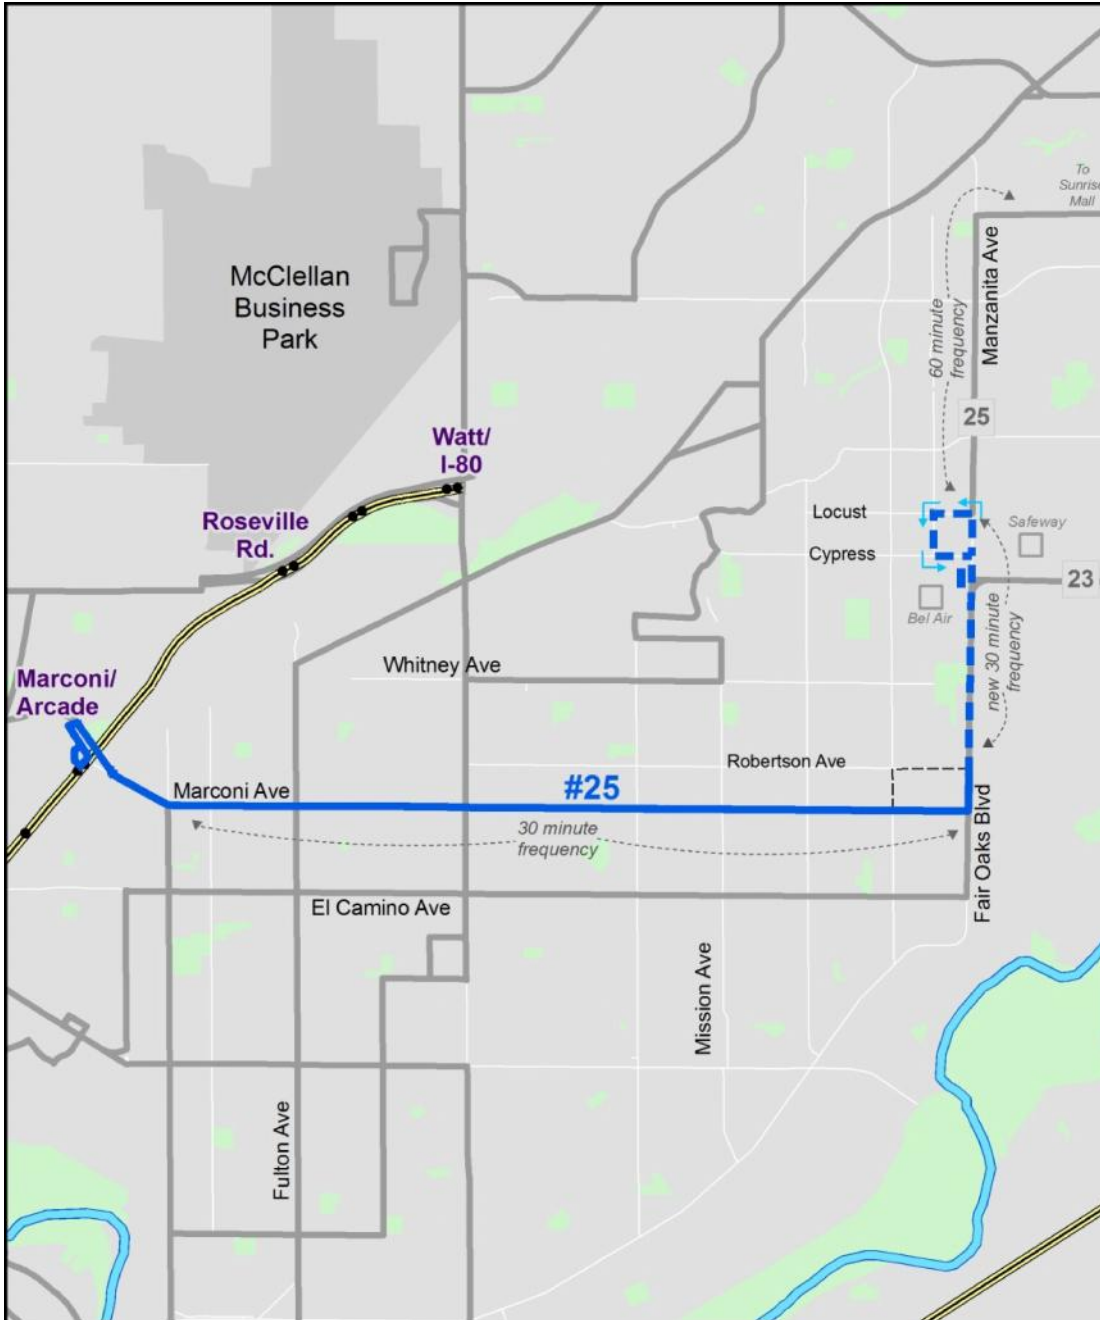 To
Sunrise
Mall
McClellan
Business
Park
Manzanita Ave
60 minute
frequency
25
Watt/
I-80
Locust
Roseville
Rd.
Safeway
Cypress
23
Bel Air
new 30 minute
frequency
Whitney Ave
Marconi/
Arcade
Robertson Ave
Marconi Ave
#25
30 minute
frequency
Fair Oaks Blvd
El Camino Ave
Mission Ave
Fulton Ave